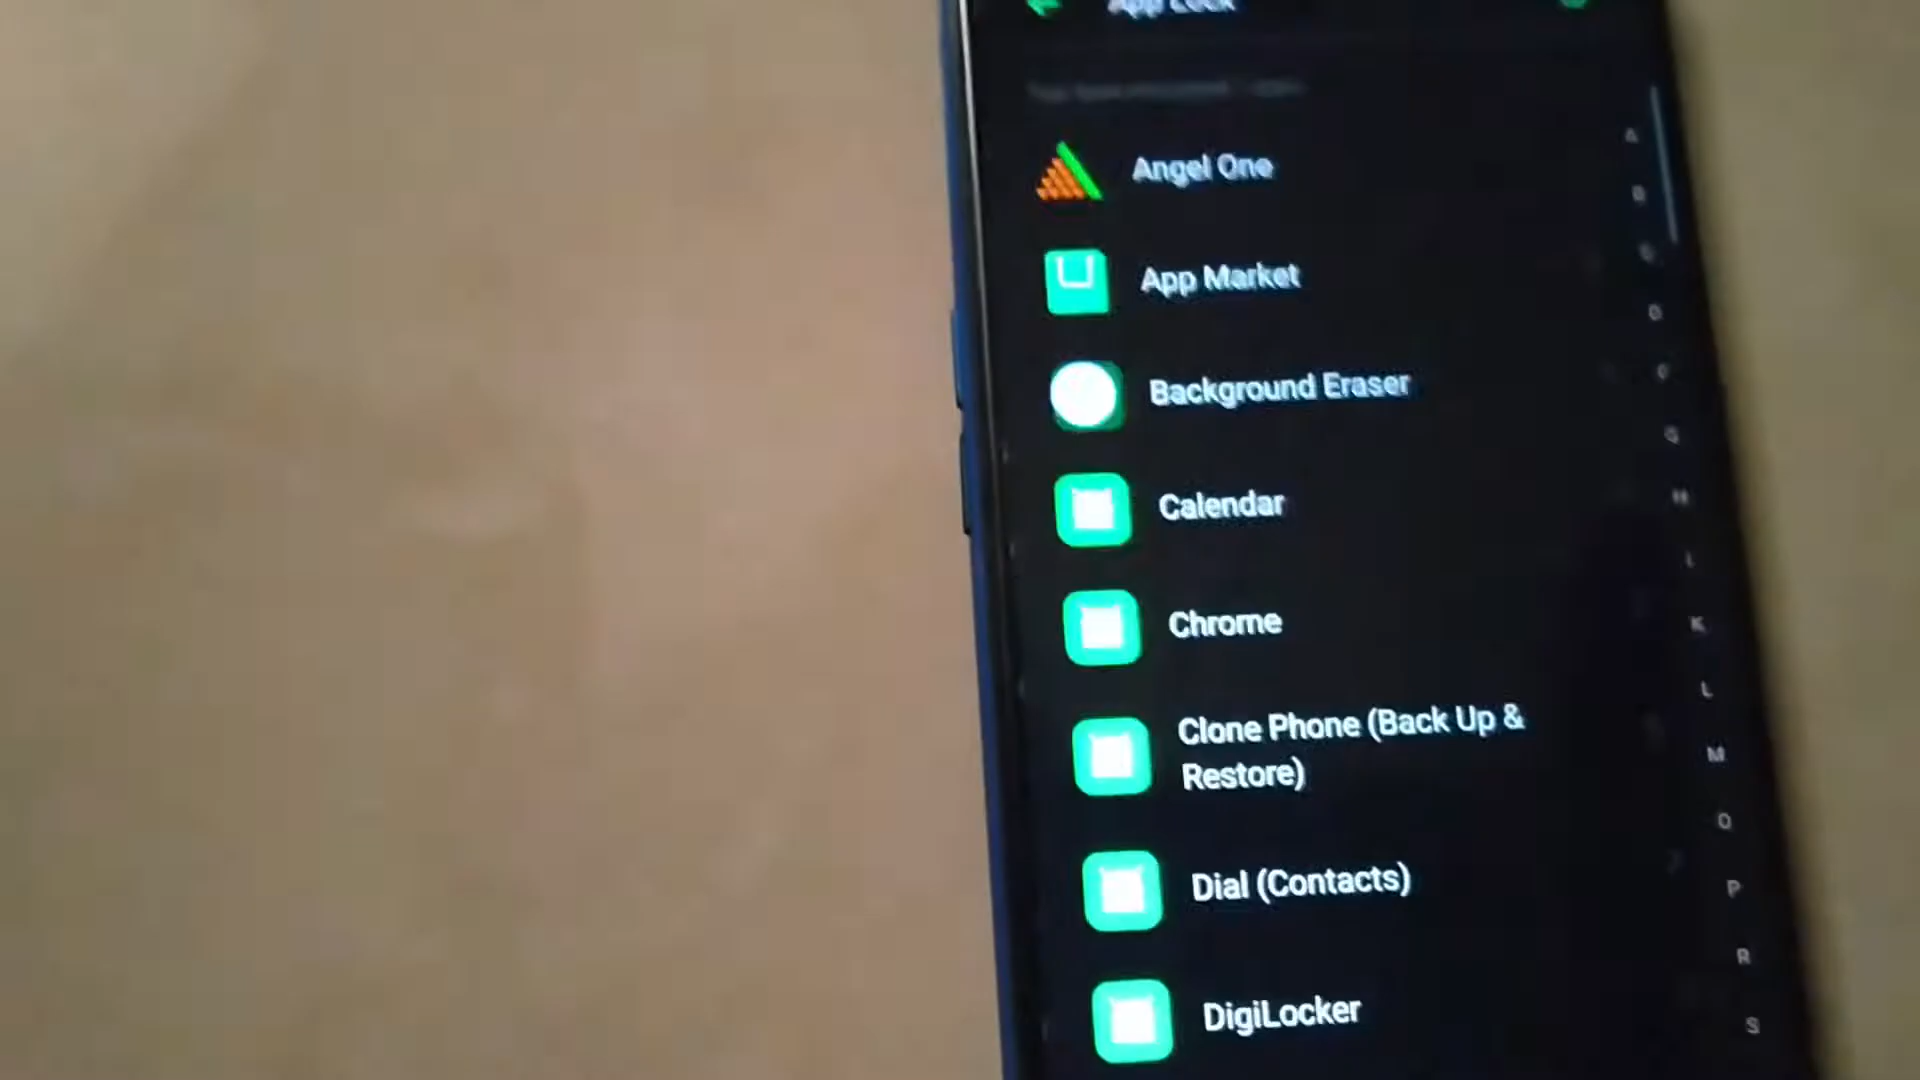 App Lock
Angel One
App Market
Background Eraser
Calendar
Chrome
Clone Phone (Back Up &
Restore)
Dial (Contacts)
DigiLocker
A
B
C
D
F
G
H
I
K
L
M
O
P
R
S